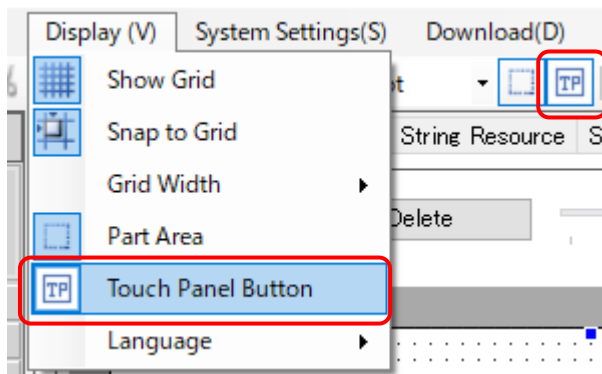 Display (V) System Settings(S) Download(D)
Show Grid
TP
Snap to Grid
String Resource S
Grid Width
Delete
Part Area
TP Touch Panel Button
Language